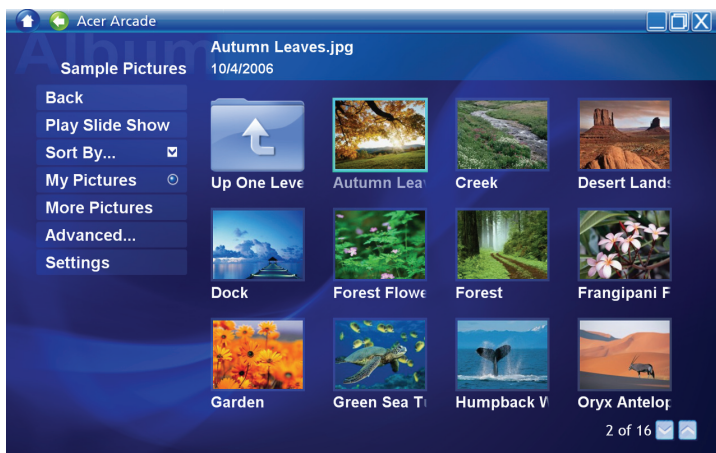 Acer Arcade
Album
Autumn Leaves.jpg
Sample Pictures
10/4/2006
Back
Play Slide Show
Sort By...
My Pictures
More Pictures
Advanced...
Settings
Up One Leve
Autumn Leav
Creek
Desert Lands
Dock
Forest Flowe
Forest
Frangipani F
Garden
Green Sea T
Humpback W
Oryx Antelop
2 of 16